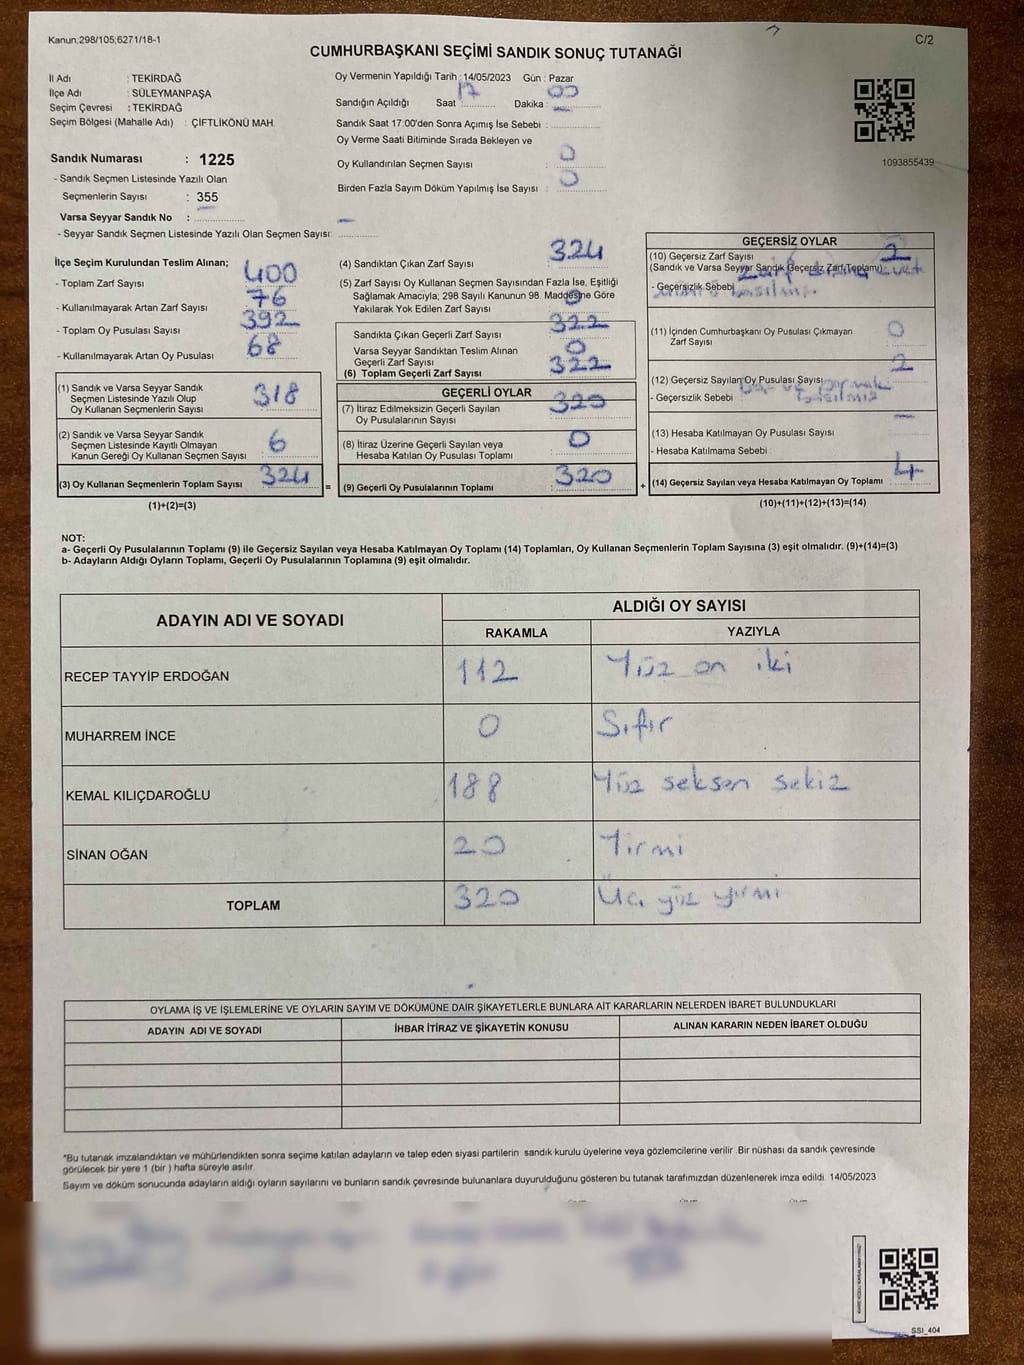 Kanun:298/105;6271/18-1
C/2
CUMHURBAŞKANI SEÇİMİ SANDIK SONUÇ TUTANAĞI
İl Adı : TEKİRDAĞ
İlçe Adı : SÜLEYMANPAŞA
Seçim Çevresi : TEKİRDAĞ
Seçim Bölgesi (Mahalle Adı) : ÇİFTLİKÖNÜ MAH.
Sandık Numarası : 1225
- Sandık Seçmen Listesinde Yazılı Olan
Seçmenlerin Sayısı : 355
Varsa Seyyar Sandık No :
- Seyyar Sandık Seçmen Listesinde Yazılı Olan Seçmen Sayısı: -
Oy Vermenin Yapıldığı Tarih : 14/05/2023 Gün : Pazar
Sandığın Açıldığı Saat 17 Dakika 00
Sandık Saat 17:00'den Sonra Açımış İse Sebebi : -
Oy Verme Saati Bitiminde Sırada Bekleyen ve
Oy Kullandırılan Seçmen Sayısı : 0
Birden Fazla Sayım Döküm Yapılmış İse Sayısı : 0
1093855439
İlçe Seçim Kurulundan Teslim Alınan;
- Toplam Zarf Sayısı : 400
- Kullanılmayarak Artan Zarf Sayısı : 76
- Toplam Oy Pusulası Sayısı : 392
- Kullanılmayarak Artan Oy Pusulası : 68
(1) Sandık ve Varsa Seyyar Sandık
Seçmen Listesinde Yazılı Olup
Oy Kullanan Seçmenlerin Sayısı : 318
(2) Sandık ve Varsa Seyyar Sandık
Seçmen Listesinde Kayıtlı Olmayan
Kanun Gereği Oy Kullanan Seçmen Sayısı : 6
(3) Oy Kullanan Seçmenlerin Toplam Sayısı : 324
(1)+(2)=(3)
=
(4) Sandıktan Çıkan Zarf Sayısı : 324
(5) Zarf Sayısı Oy Kullanan Seçmen Sayısından Fazla İse, Eşitliği
Sağlamak Amacıyla; 298 Sayılı Kanunun 98. Maddesine Göre
Yakılarak Yok Edilen Zarf Sayısı : 0
Sandıkta Çıkan Geçerli Zarf Sayısı : 322
Varsa Seyyar Sandıktan Teslim Alınan
Geçerli Zarf Sayısı : 0
(6) Toplam Geçerli Zarf Sayısı : 322
GEÇERLİ OYLAR
(7) İtiraz Edilmeksizin Geçerli Sayılan
Oy Pusulalarının Sayısı : 320
(8) İtiraz Üzerine Geçerli Sayılan veya
Hesaba Katılan Oy Pusulası Toplamı : 0
(9) Geçerli Oy Pusulalarının Toplamı : 320
+
GEÇERSİZ OYLAR
(10) Geçersiz Zarf Sayısı : 2
(Sandık ve Varsa Seyyar Sandık Geçersiz Zarf Toplamı)
- Geçersizlik Sebebi
(11) İçinden Cumhurbaşkanı Oy Pusulası Çıkmayan
Zarf Sayısı : 0
(12) Geçersiz Sayılan Oy Pusulası Sayısı : 2
- Geçersizlik Sebebi
(13) Hesaba Katılmayan Oy Pusulası Sayısı : -
- Hesaba Katılmama Sebebi :
(14) Geçersiz Sayılan veya Hesaba Katılmayan Oy Toplamı : 4
(10)+(11)+(12)+(13)=(14)
NOT:
a- Geçerli Oy Pusulalarının Toplamı (9) ile Geçersiz Sayılan veya Hesaba Katılmayan Oy Toplamı (14) Toplamları, Oy Kullanan Seçmenlerin Toplam Sayısına (3) eşit olmalıdır. (9)+(14)=(3)
b- Adayların Aldığı Oyların Toplamı, Geçerli Oy Pusulalarının Toplamına (9) eşit olmalıdır.
ADAYIN ADI VE SOYADI ALDIĞI OY SAYISI
RAKAMLA YAZIYLA
RECEP TAYYİP ERDOĞAN 112 Yüz on iki
MUHARREM İNCE 0 Sıfır
KEMAL KILIÇDAROĞLU 188 Yüz seksen sekiz
SİNAN OĞAN 20 Yirmi
TOPLAM 320 Üç yüz yirmi
OYLAMA İŞ VE İŞLEMLERİNE VE OYLARIN SAYIM VE DÖKÜMÜNE DAİR ŞİKAYETLERLE BUNLARA AİT KARARLARIN NELERDEN İBARET BULUNDUKLARI
ADAYIN ADI VE SOYADI İHBAR İTİRAZ VE ŞİKAYETİN KONUSU ALINAN KARARIN NEDEN İBARET OLDUĞU
*Bu tutanak imzalandıktan ve mühürlendikten sonra seçime katılan adayların ve talep eden siyasi partilerin sandık kurulu üyelerine veya gözlemcilerine verilir. Bir nüshası da sandık çevresinde
görülecek bir yere 1 (bir) hafta süreyle asılır.
Sayım ve döküm sonucunda adayların aldığı oyların sayılarını ve bunların sandık çevresinde bulunanlara duyurulduğunu gösteren bu tutanak tarafımızdan düzenlenerek imza edildi. 14/05/2023
SSI_404